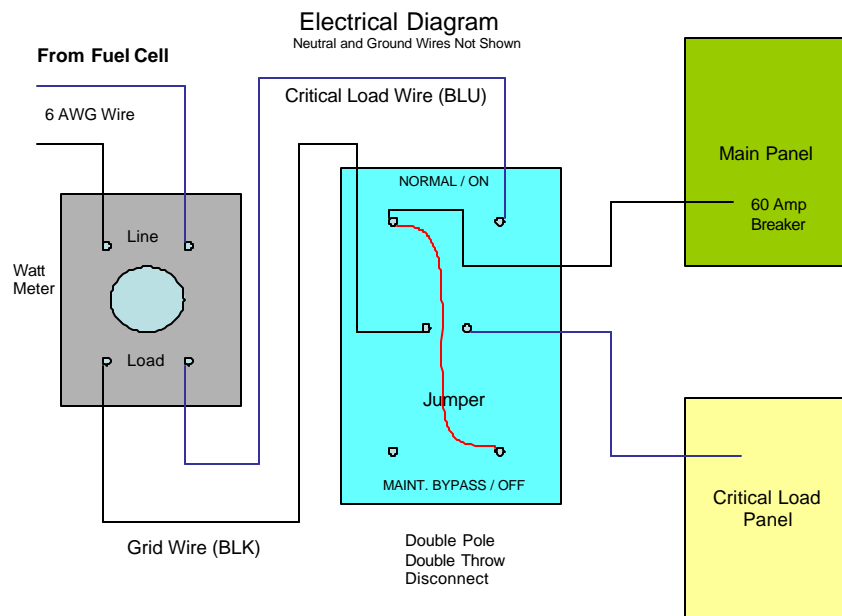 Electrical Diagram
Neutral and Ground Wires Not Shown
From Fuel Cell
6 AWG Wire
Critical Load Wire (BLU)
Main Panel
60 Amp
Breaker
NORMAL / ON
Line
Watt
Meter
Load
Jumper
MAINT. BYPASS / OFF
Grid Wire (BLK)
Double Pole
Double Throw
Disconnect
Critical Load
Panel